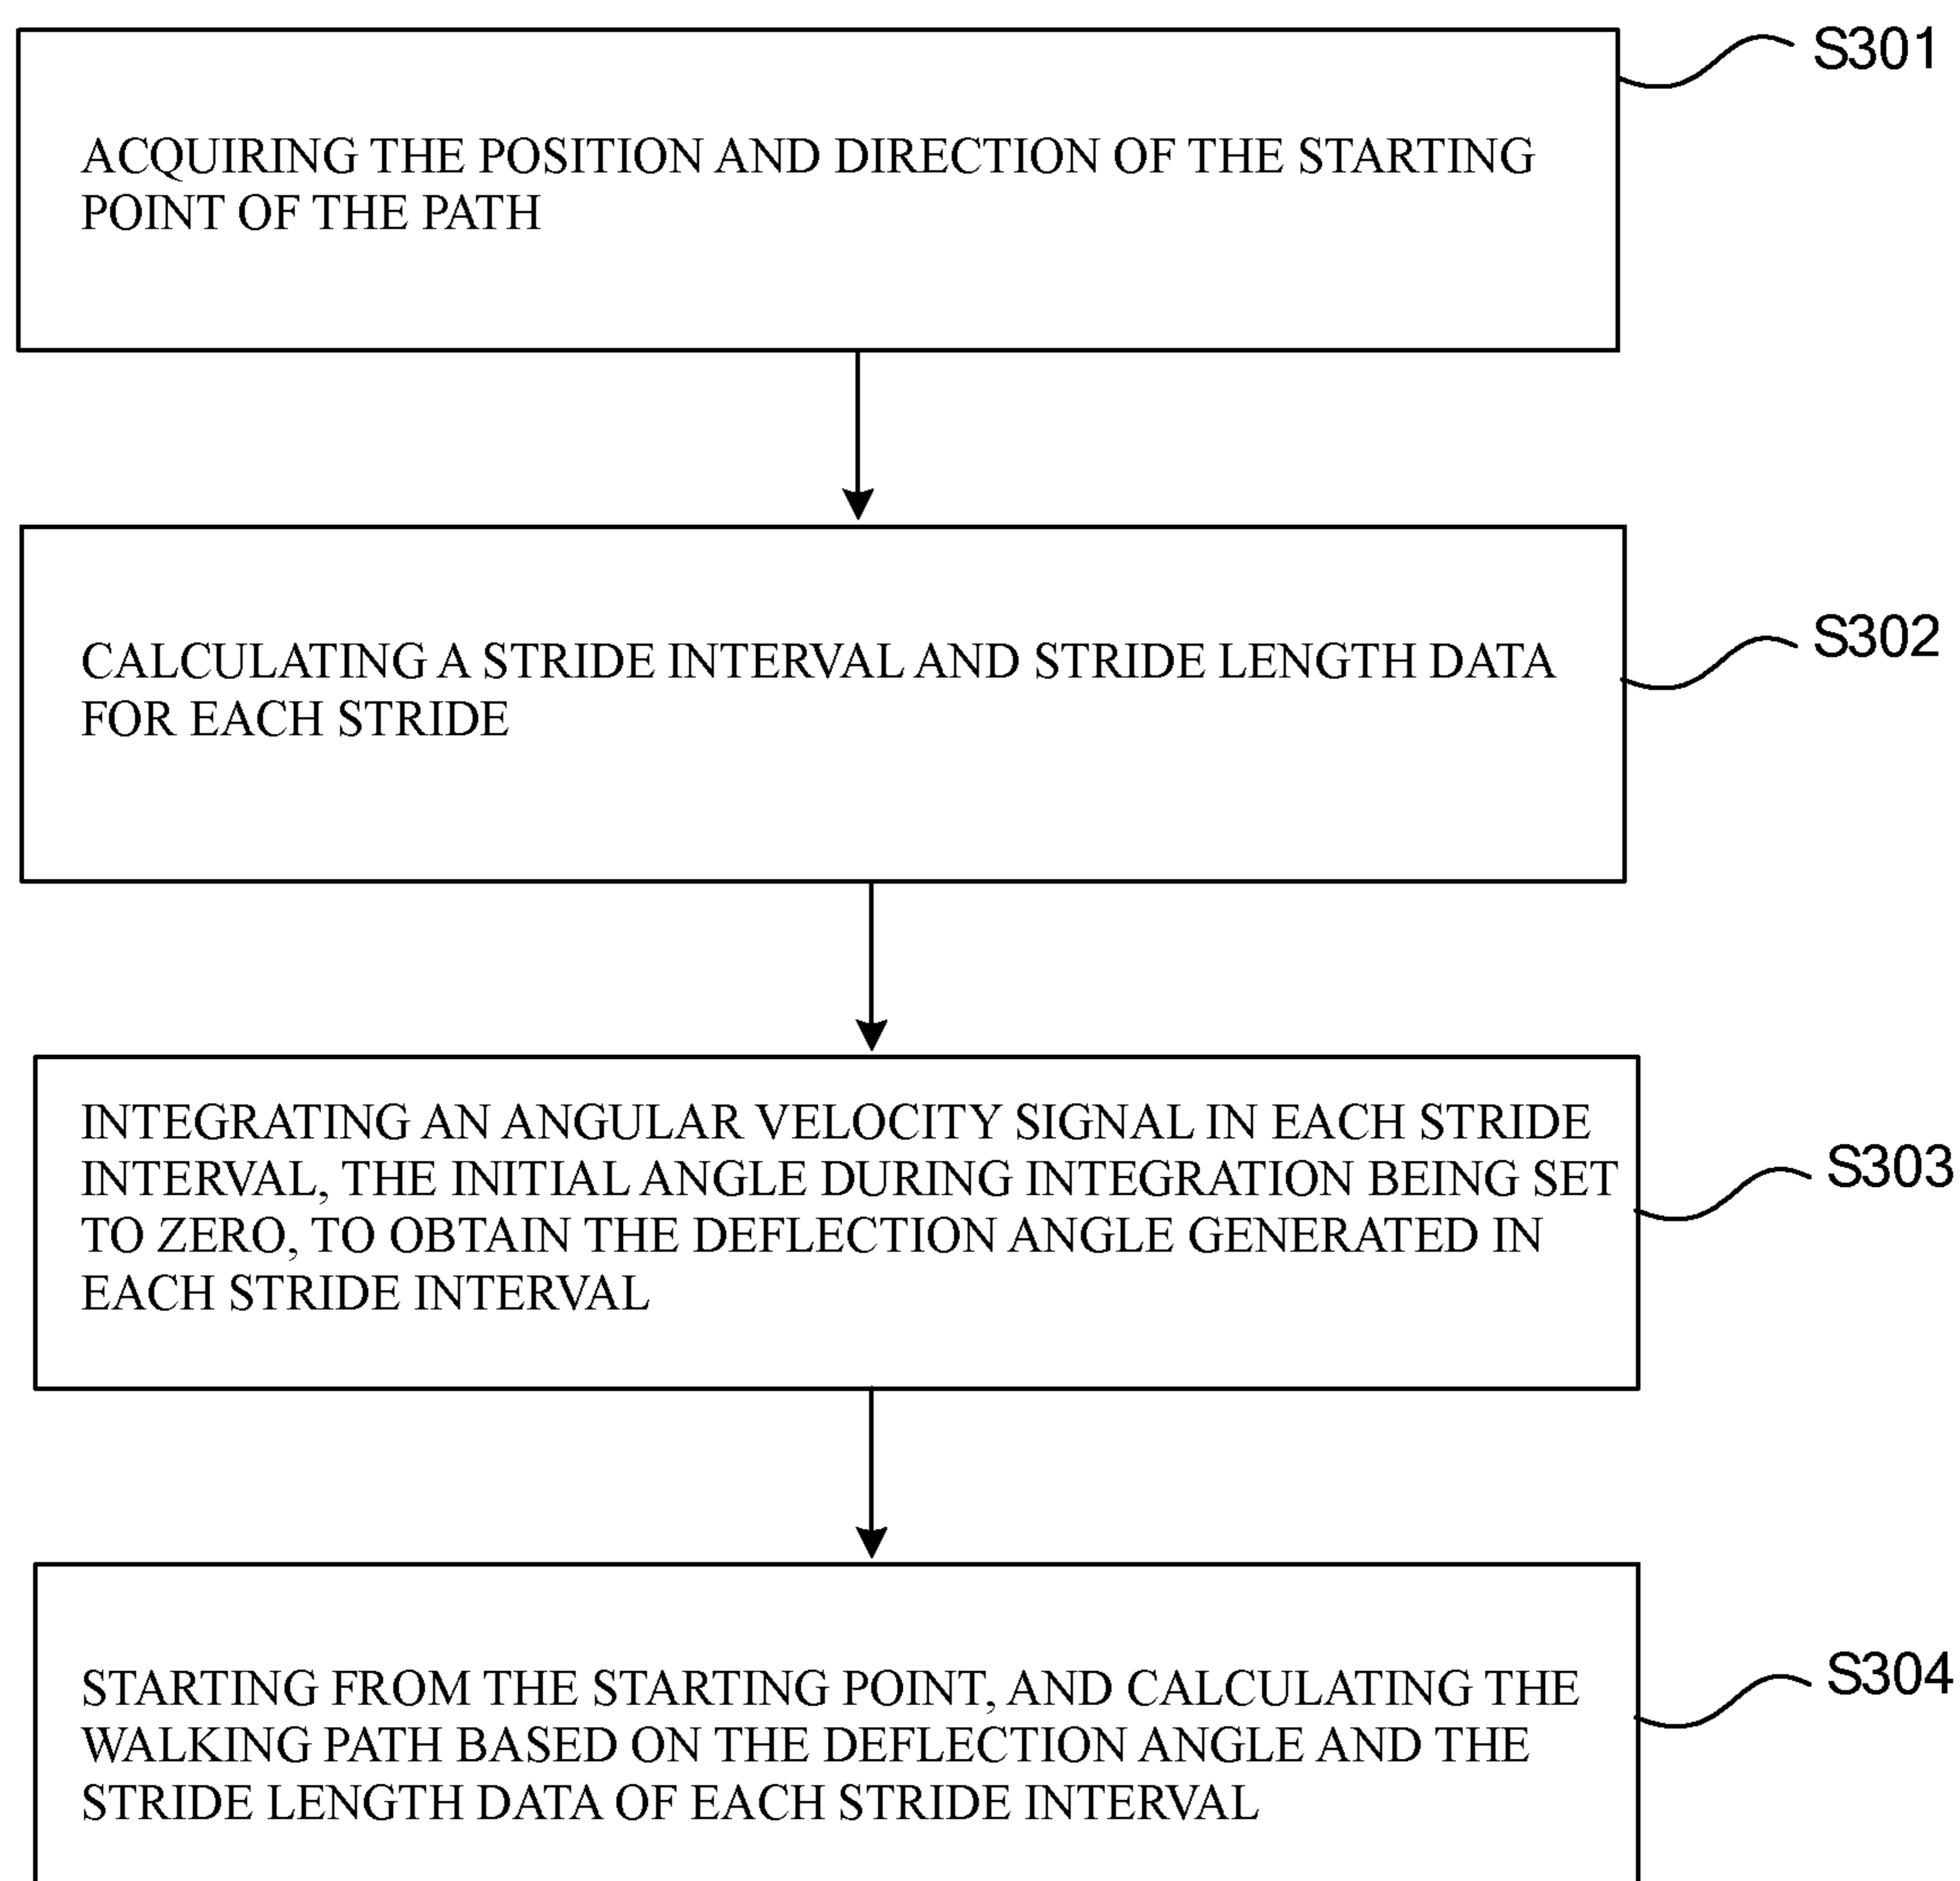 S301
ACQUIRING THE POSITION AND DIRECTION OF THE STARTING
POINT OF THE PATH
S302
CALCULATING A STRIDE INTERVAL AND STRIDE LENGTH DATA
FOR EACH STRIDE
S303
INTEGRATING AN ANGULAR VELOCITY SIGNAL IN EACH STRIDE
INTERVAL, THE INITIAL ANGLE DURING INTEGRATION BEING SET
TO ZERO, TO OBTAIN THE DEFLECTION ANGLE GENERATED IN
EACH STRIDE INTERVAL
S304
STARTING FROM THE STARTING POINT, AND CALCULATING THE
WALKING PATH BASED ON THE DEFLECTION ANGLE AND THE
STRIDE LENGTH DATA OF EACH STRIDE INTERVAL